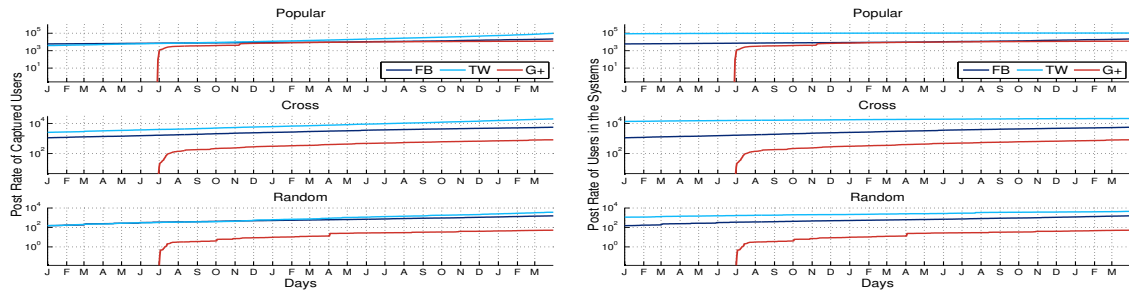 Popular
10^5
10^3
10^1
FB TW G+
J F M A M J J A S O N D J F M A M J J A S O N D J F M
Cross
10^4
10^2
J F M A M J J A S O N D J F M A M J J A S O N D J F M
Random
10^4
10^2
10^0
J F M A M J J A S O N D J F M A M J J A S O N D J F M
Days
Post Rate of Captured Users
Popular
10^5
10^3
10^1
FB TW G+
J F M A M J J A S O N D J F M A M J J A S O N D J F M
Cross
10^4
10^2
J F M A M J J A S O N D J F M A M J J A S O N D J F M
Random
10^4
10^2
10^0
J F M A M J J A S O N D J F M A M J J A S O N D J F M
Days
Post Rate of Users in the Systems